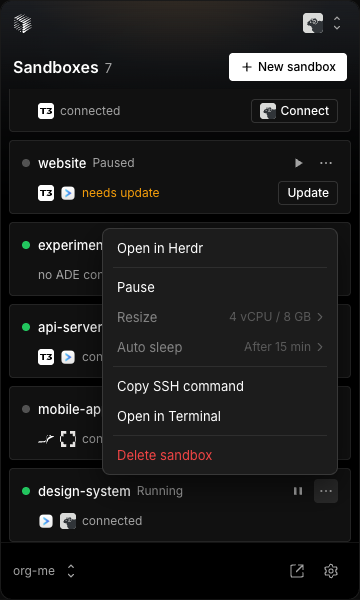 Sandboxes 7
+ New sandbox
T3 connected
Connect
website Paused
T3 needs update
Update
experimen
no ADE con
api-server
T3 con
mobile-ap
con
Open in Herdr
Pause
Resize 4 vCPU / 8 GB
Auto sleep After 15 min
Copy SSH command
Open in Terminal
Delete sandbox
design-system Running
connected
org-me